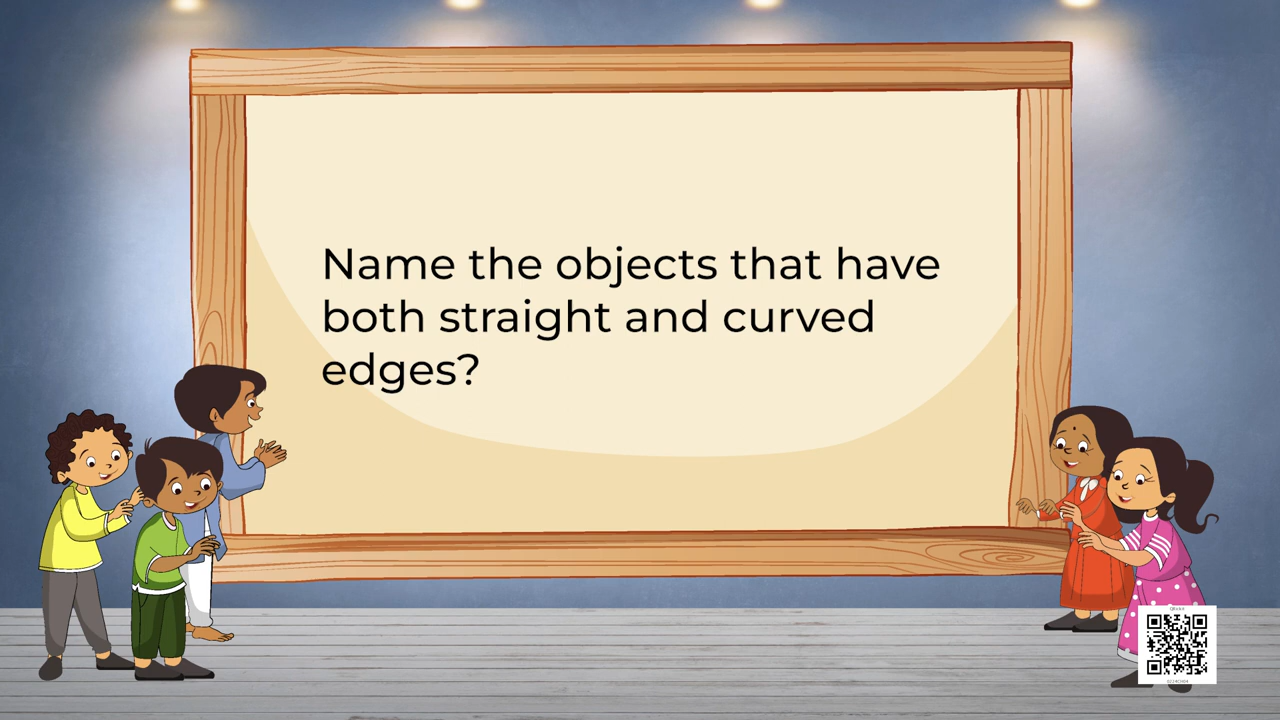 Name the objects that have
both straight and curved
edges?